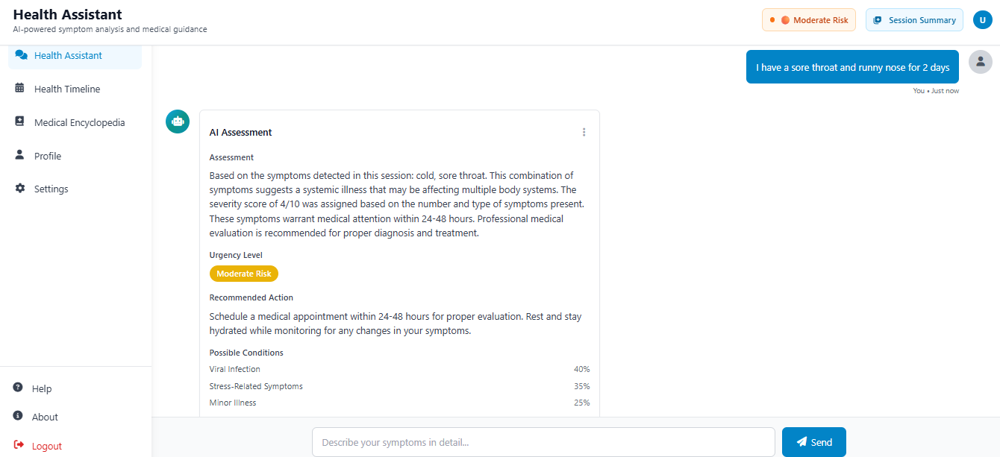 Health Assistant
AI-powered symptom analysis and medical guidance
Moderate Risk
Session Summary
U
Health Assistant
Health Timeline
Medical Encyclopedia
Profile
Settings
Help
About
Logout
I have a sore throat and runny nose for 2 days
You • Just now
AI Assessment
Assessment
Based on the symptoms detected in this session: cold, sore throat. This combination of
symptoms suggests a systemic illness that may be affecting multiple body systems. The
severity score of 4/10 was assigned based on the number and type of symptoms present.
These symptoms warrant medical attention within 24-48 hours. Professional medical
evaluation is recommended for proper diagnosis and treatment.
Urgency Level
Moderate Risk
Recommended Action
Schedule a medical appointment within 24-48 hours for proper evaluation. Rest and stay
hydrated while monitoring for any changes in your symptoms.
Possible Conditions
Viral Infection 40%
Stress-Related Symptoms 35%
Minor Illness 25%
Describe your symptoms in detail...
Send